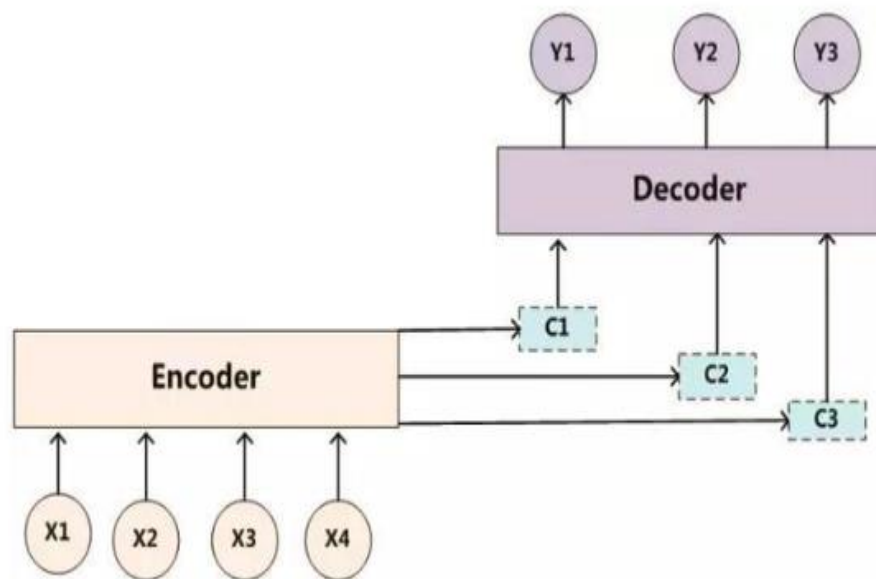 Y1 Y2 Y3
Decoder
C1
Encoder
C2
C3
X1 X2 X3 X4